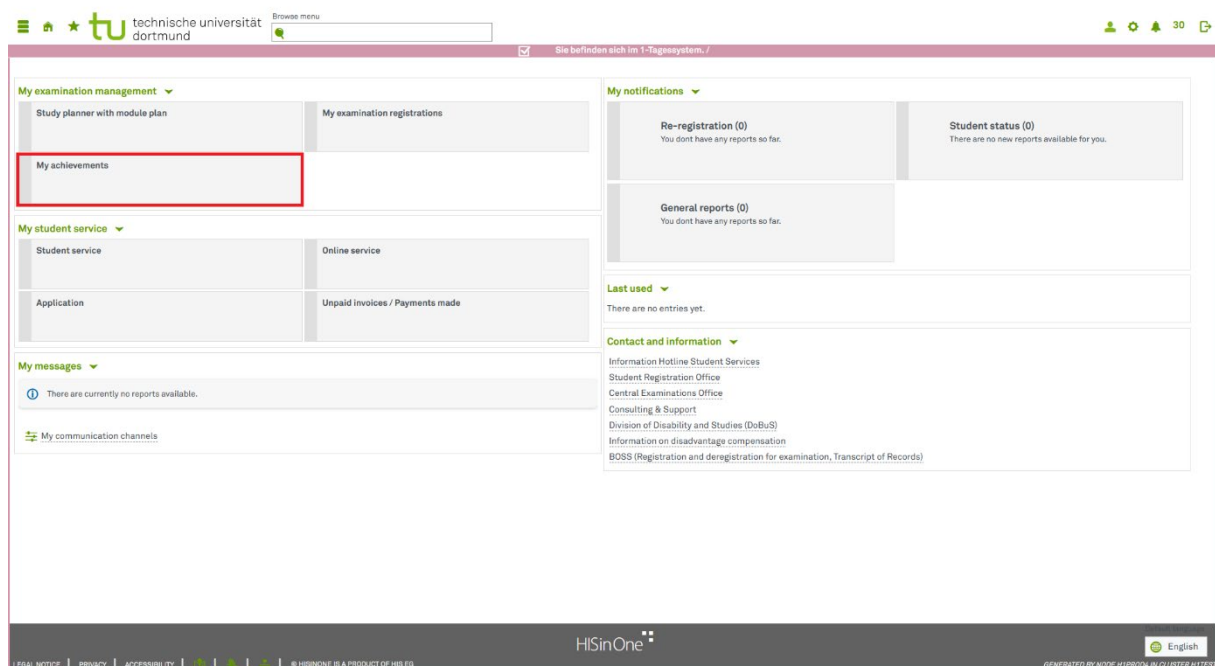 Browse menu
technische universität
dortmund
30
Sie befinden sich im 1-Tagessystem. /
My examination management
Study planner with module plan
My examination registrations
My achievements
My student service
Student service
Online service
Application
Unpaid invoices / Payments made
My messages
There are currently no reports available.
My communication channels
My notifications
Re-registration (0)
You dont have any reports so far.
Student status (0)
There are no new reports available for you.
General reports (0)
You dont have any reports so far.
Last used
There are no entries yet.
Contact and information
Information Hotline Student Services
Student Registration Office
Central Examinations Office
Consulting & Support
Division of Disability and Studies (DoBuS)
Information on disadvantage compensation
BOSS (Registration and deregistration for examination, Transcript of Records)
HISinOne
English
LEGAL NOTICE | PRIVACY | ACCESSIBILITY | © HISINONE IS A PRODUCT OF HIS EG
GENERATED BY NODE IN CLUSTER